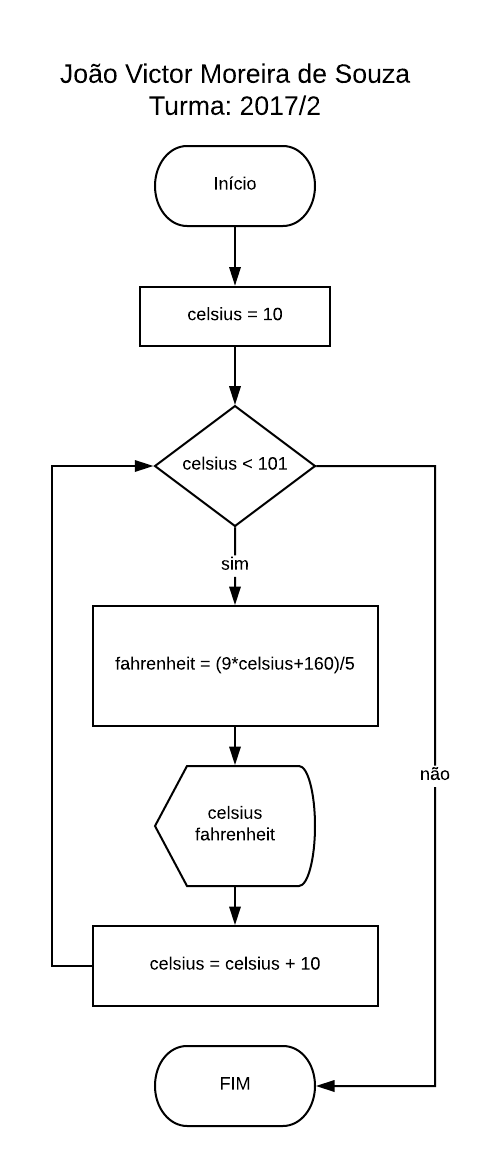 João Victor Moreira de Souza
Turma: 2017/2
Início
celsius = 10
celsius < 101
sim
fahrenheit = (9*celsius+160)/5
não
celsius
fahrenheit
celsius = celsius + 10
FIM